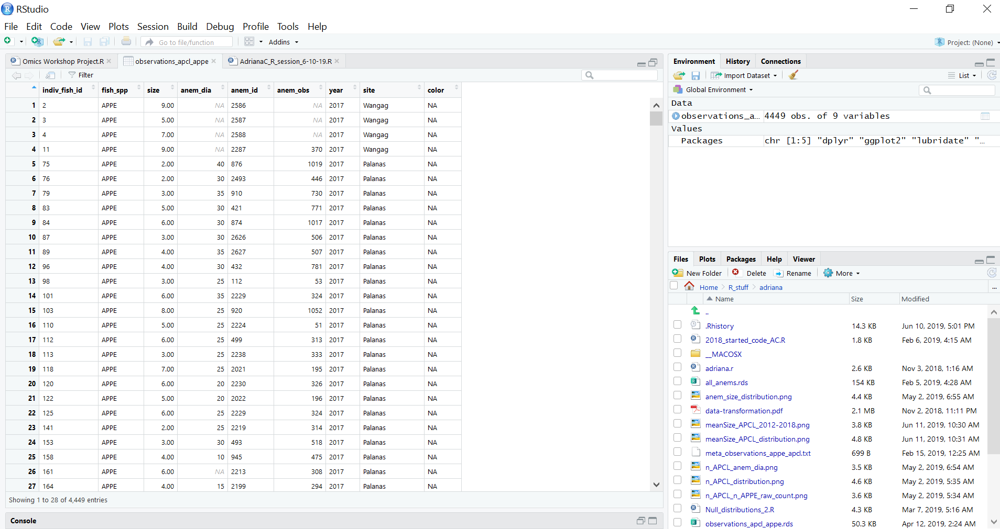 RStudio
File Edit Code View Plots Session Build Debug Profile Tools Help
Go to file/function Addins Project: (None)
Omics Workshop Project.R observations_apcl_appe AdrianaC_R_session_6-10-19.R
Filter
indiv_fish_id fish_spp size anem_dia anem_id anem_obs year site color
1 2 APPE 9.00 NA 2586 NA 2017 Wangag NA
2 3 APPE 5.00 NA 2587 NA 2017 Wangag NA
3 4 APPE 7.00 NA 2588 NA 2017 Wangag NA
4 11 APPE 9.00 NA 2287 370 2017 Wangag NA
5 75 APPE 2.00 40 876 1019 2017 Palanas NA
6 76 APPE 2.00 30 2493 446 2017 Palanas NA
7 79 APPE 3.00 35 910 730 2017 Palanas NA
8 83 APPE 5.00 30 421 771 2017 Palanas NA
9 84 APPE 6.00 30 874 1017 2017 Palanas NA
10 87 APPE 3.00 30 2626 506 2017 Palanas NA
11 89 APPE 4.00 35 2627 507 2017 Palanas NA
12 96 APPE 4.00 30 432 781 2017 Palanas NA
13 98 APPE 3.00 25 112 53 2017 Palanas NA
14 101 APPE 6.00 35 2229 324 2017 Palanas NA
15 103 APPE 8.00 25 920 1052 2017 Palanas NA
16 110 APPE 5.00 25 2224 51 2017 Palanas NA
17 112 APPE 6.00 25 499 313 2017 Palanas NA
18 113 APPE 3.00 25 2238 333 2017 Palanas NA
19 118 APPE 7.00 25 2021 195 2017 Palanas NA
20 120 APPE 6.00 20 2230 326 2017 Palanas NA
21 122 APPE 5.00 20 2022 196 2017 Palanas NA
22 125 APPE 6.00 25 2229 324 2017 Palanas NA
23 141 APPE 2.00 25 2219 314 2017 Palanas NA
24 153 APPE 3.00 30 493 518 2017 Palanas NA
25 158 APPE 4.00 10 945 475 2017 Palanas NA
26 161 APPE 6.00 NA 2213 308 2017 Palanas NA
27 164 APPE 4.00 15 2199 294 2017 Palanas NA
Showing 1 to 28 of 4,449 entries
Console
Environment History Connections
Import Dataset List
Global Environment
Data
observations_a... 4449 obs. of 9 variables
Values
Packages chr [1:5] "dplyr" "ggplot2" "lubridate" "...
Files Plots Packages Help Viewer
New Folder Delete Rename More
Home R_stuff adriana ...
Name Size Modified
..
.Rhistory 14.3 KB Jun 10, 2019, 5:01 PM
2018_started_code_AC.R 1.8 KB Feb 6, 2019, 4:15 AM
__MACOSX
adriana.r 2.6 KB Nov 3, 2018, 1:16 AM
all_anems.rds 154 KB Feb 5, 2019, 4:28 AM
anem_size_distribution.png 4.4 KB May 2, 2019, 6:55 AM
data-transformation.pdf 2.1 MB Nov 2, 2018, 11:11 PM
meanSize_APCL_2012-2018.png 3.8 KB Jun 11, 2019, 10:30 AM
meanSize_APCL_distribution.png 4.8 KB Jun 11, 2019, 10:31 AM
meta_observations_appe_apcl.txt 699 B Feb 15, 2019, 12:25 AM
n_APCL_anem_dia.png 3.5 KB May 2, 2019, 6:54 AM
n_APCL_distribution.png 4.6 KB May 2, 2019, 5:35 AM
n_APCL_n_APPE_raw_count.png 3.6 KB May 2, 2019, 5:34 AM
Null_distributions_2.R 4.3 KB Mar 7, 2019, 5:16 AM
observations_apcl_appe.rds 50.3 KB Apr 12, 2019, 2:24 AM